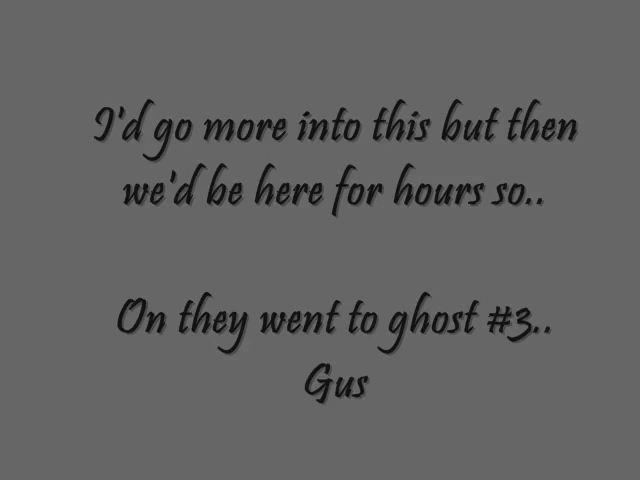 I'd go more into this but then
we'd be here for hours so..
On they went to ghost #3..
Gus